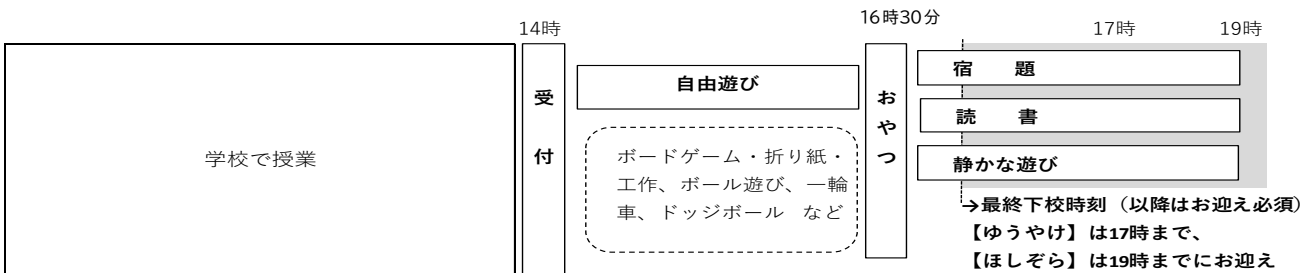 14時
16時30分
17時
19時
学校で授業
受付
自由遊び
ボードゲーム・折り紙・
工作、ボール遊び、一輪
車、ドッジボール など
おやつ
宿 題
読 書
静かな遊び
→最終下校時刻（以降はお迎え必須）
【ゆうやけ】は17時まで、
【ほしぞら】は19時までにお迎え